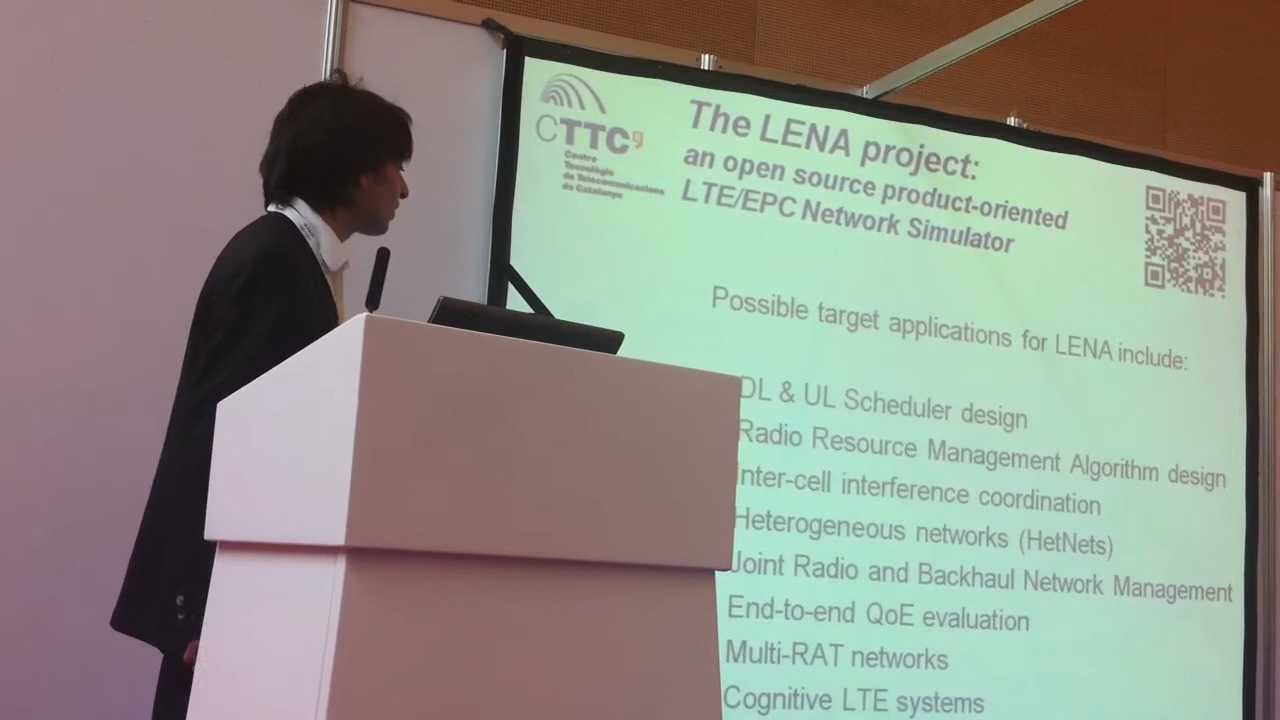 CTTC
Centre
Tecnològic
de Telecomunicacions
de Catalunya
The LENA project:
an open source product-oriented
LTE/EPC Network Simulator
Possible target applications for LENA include:
DL & UL Scheduler design
Radio Resource Management Algorithm design
Inter-cell interference coordination
Heterogeneous networks (HetNets)
Joint Radio and Backhaul Network Management
End-to-end QoE evaluation
Multi-RAT networks
Cognitive LTE systems